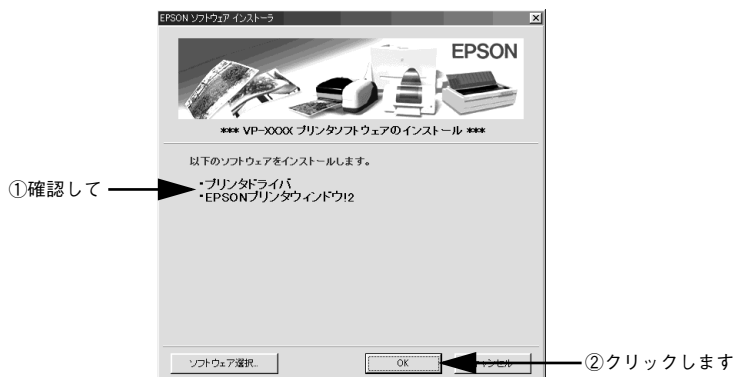 EPSON ソフトウェア インストーラ
EPSON
*** VP-XXXX プリンタソフトウェアのインストール ***
以下のソフトウェアをインストールします。
①確認して
・プリンタドライバ
・EPSONプリンタウィンドウ!2
ソフトウェア選択...
OK
②クリックします